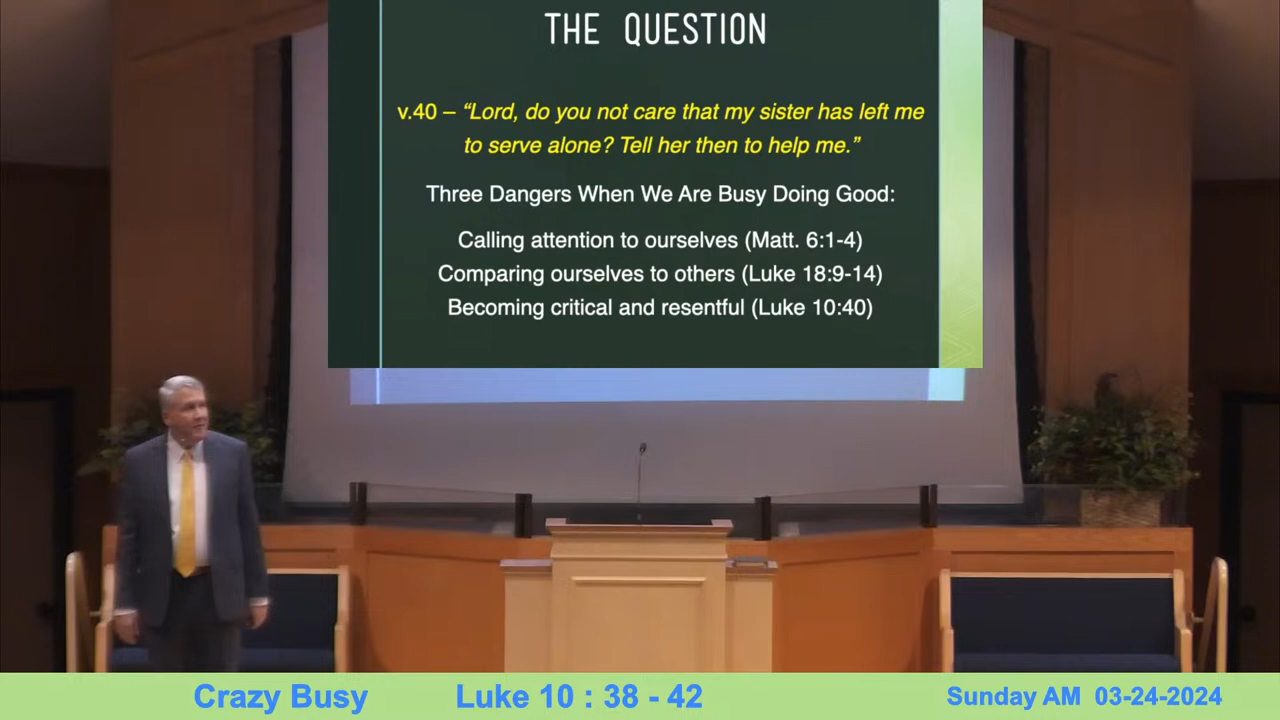 THE QUESTION
v.40 – “Lord, do you not care that my sister has left me
to serve alone? Tell her then to help me.”
Three Dangers When We Are Busy Doing Good:
Calling attention to ourselves (Matt. 6:1-4)
Comparing ourselves to others (Luke 18:9-14)
Becoming critical and resentful (Luke 10:40)
Crazy Busy Luke 10 : 38 - 42 Sunday AM 03-24-2024